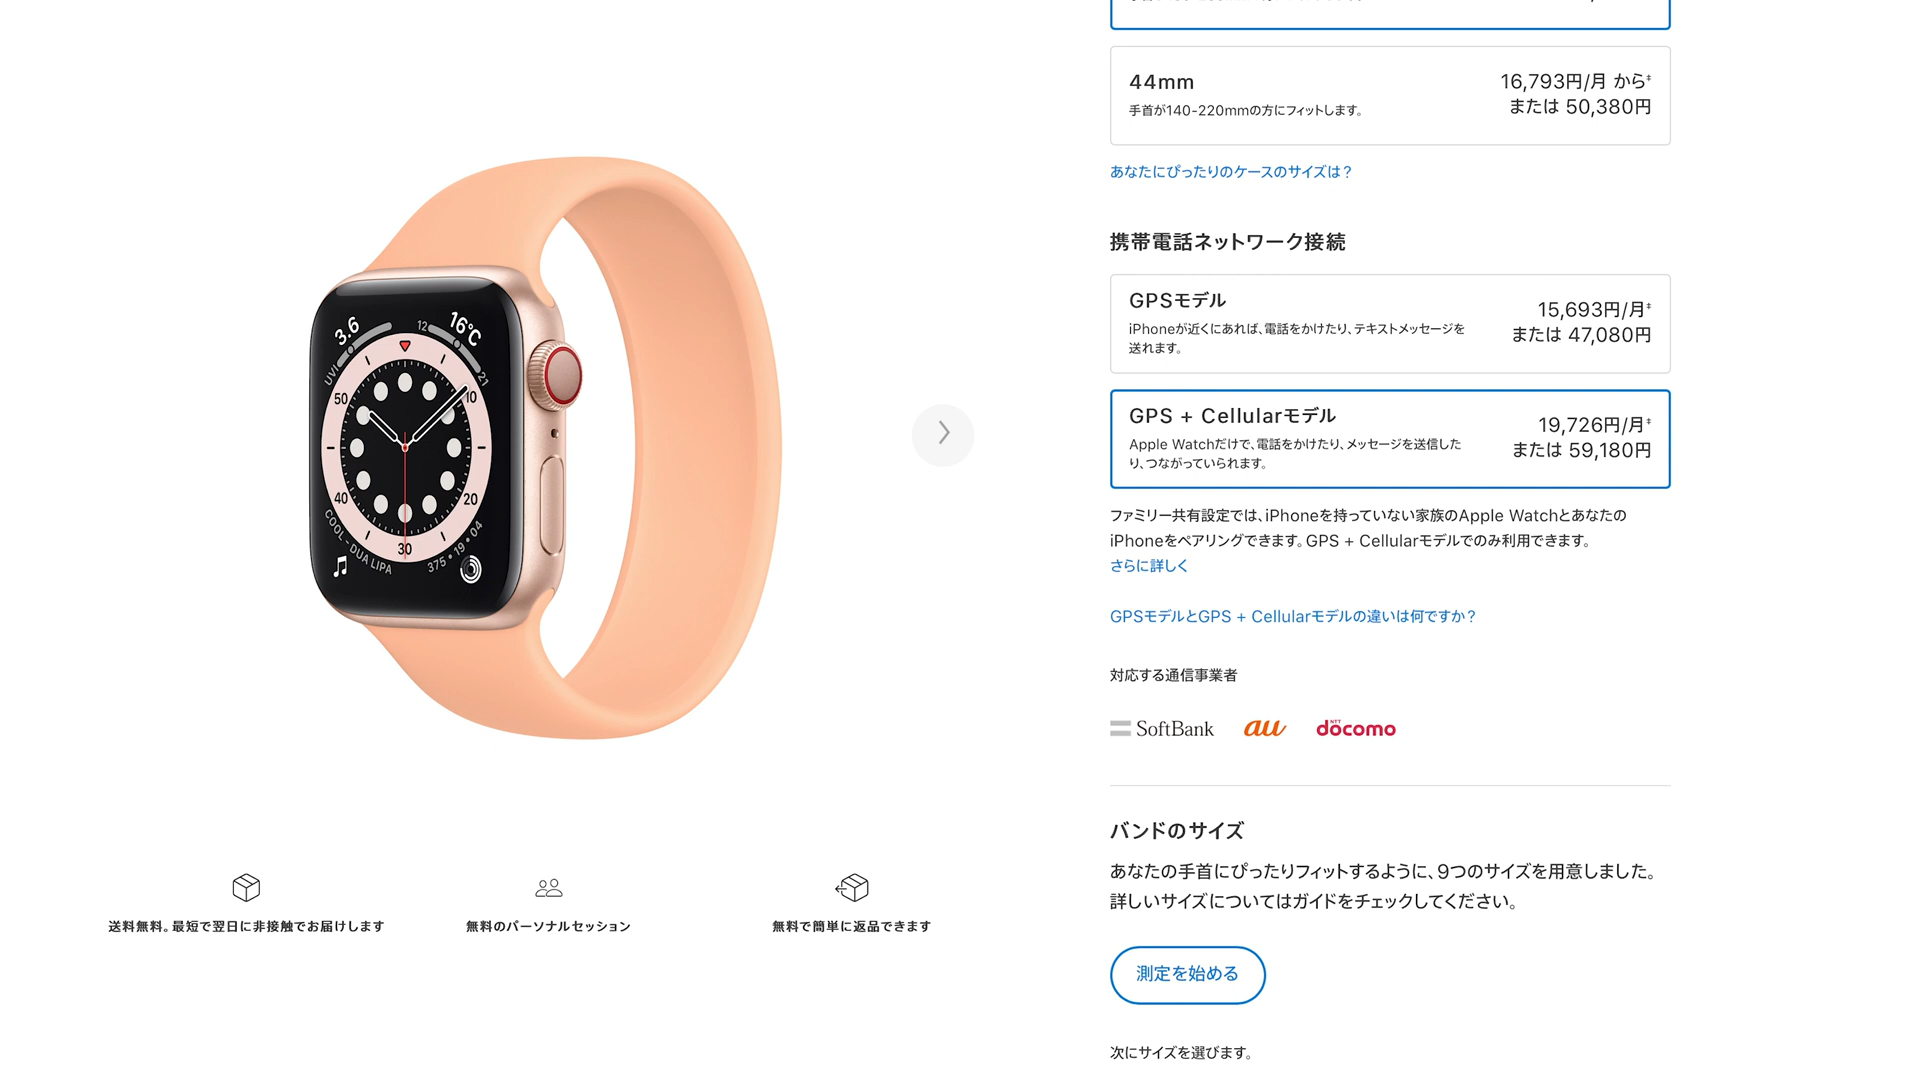 44mm
手首が140-220mmの方にフィットします。
16,793円/月 から‡
または 50,380円
あなたにぴったりのケースのサイズは？
携帯電話ネットワーク接続
GPSモデル
iPhoneが近くにあれば、電話をかけたり、テキストメッセージを
送れます。
15,693円/月‡
または 47,080円
GPS + Cellularモデル
Apple Watchだけで、電話をかけたり、メッセージを送信した
り、つながっていられます。
19,726円/月‡
または 59,180円
ファミリー共有設定では、iPhoneを持っていない家族のApple Watchとあなたの
iPhoneをペアリングできます。GPS + Cellularモデルでのみ利用できます。
さらに詳しく
GPSモデルとGPS + Cellularモデルの違いは何ですか？
対応する通信事業者
SoftBank
au
NTT
docomo
バンドのサイズ
あなたの手首にぴったりフィットするように、9つのサイズを用意しました。
詳しいサイズについてはガイドをチェックしてください。
測定を始める
次にサイズを選びます。
3.6
UVI
12
16℃
21
50
10
40
20
30
COOL - DUA LIPA
375・19・04
送料無料。最短で翌日に非接触でお届けします
無料のパーソナルセッション
無料で簡単に返品できます